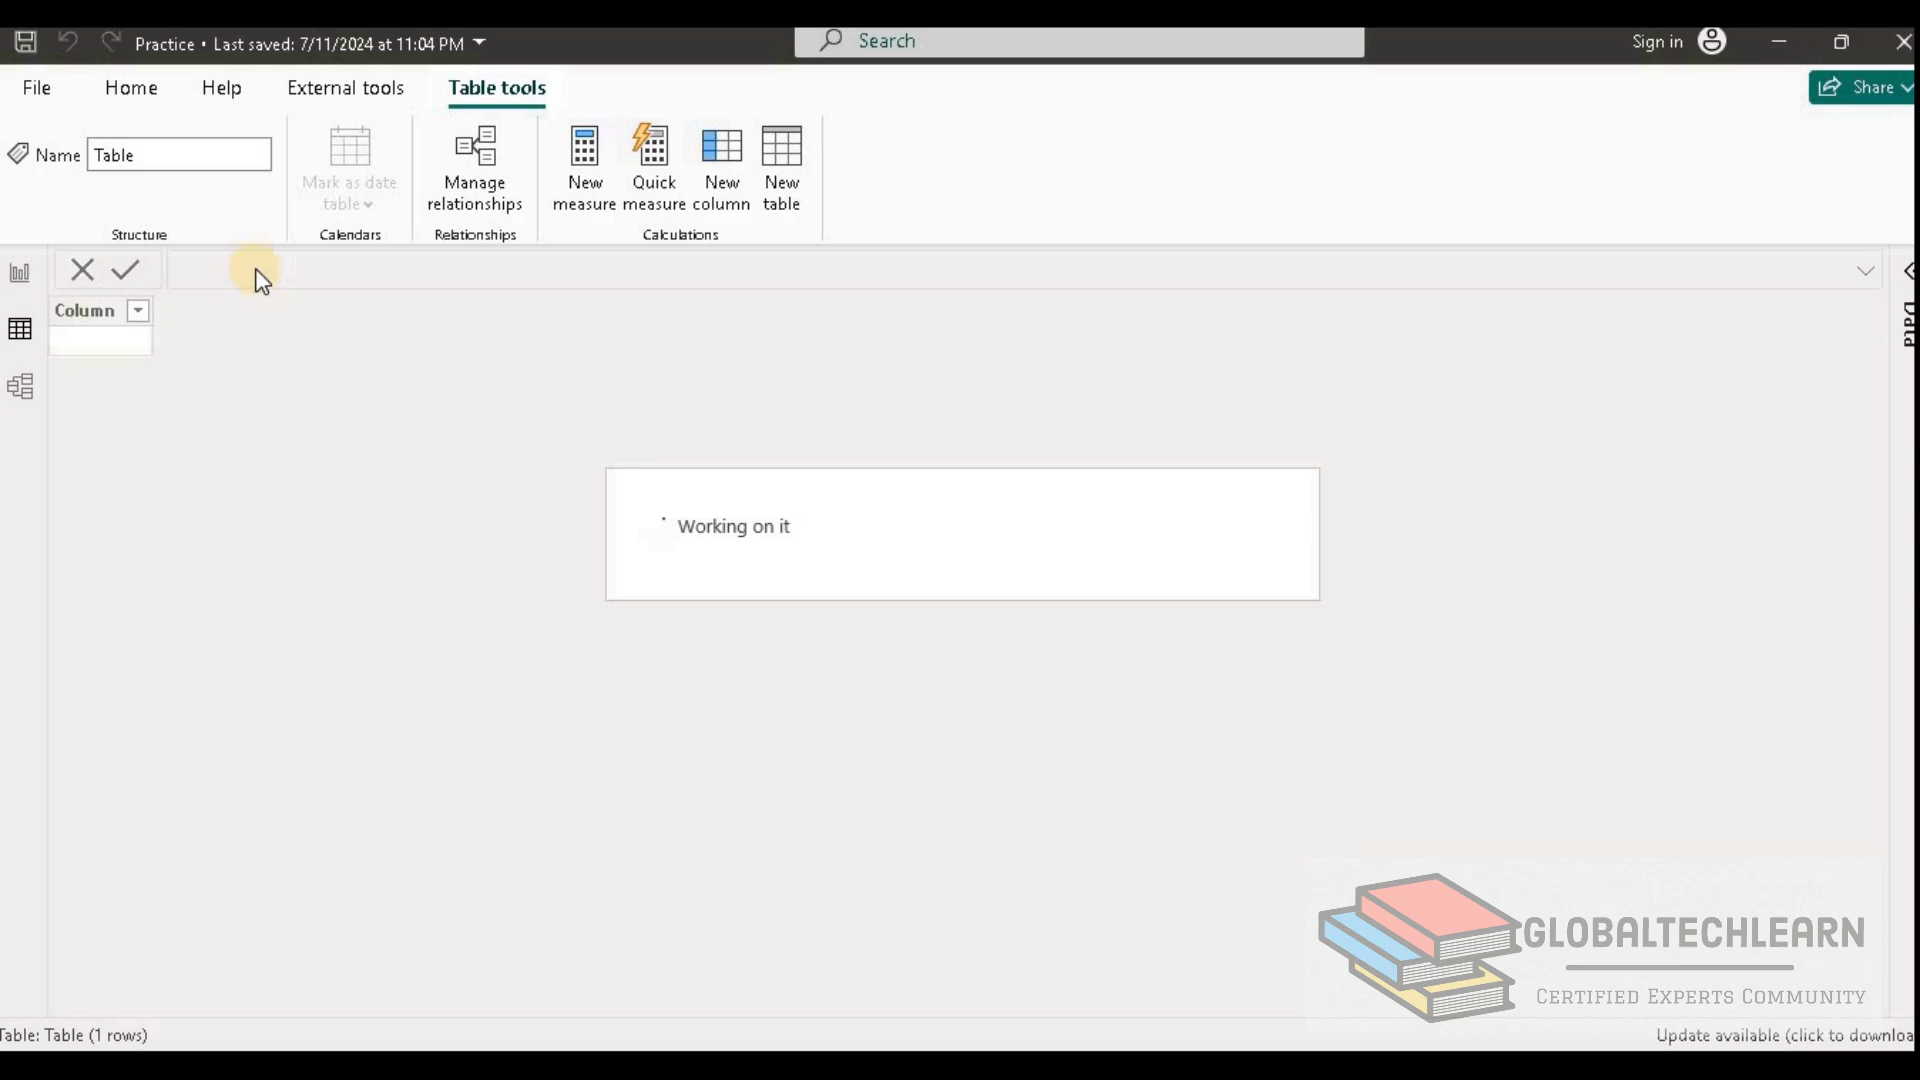 Practice • Last saved: 7/11/2024 at 11:04 PM
Search
Sign in
File
Home
Help
External tools
Table tools
Share
Name
Table
Mark as date
table
Manage
relationships
New
measure
Quick
measure
New
column
New
table
Structure
Calendars
Relationships
Calculations
Column
Data
Working on it
GLOBALTECHLEARN
CERTIFIED EXPERTS COMMUNITY
Table: Table (1 rows)
Update available (click to downloa